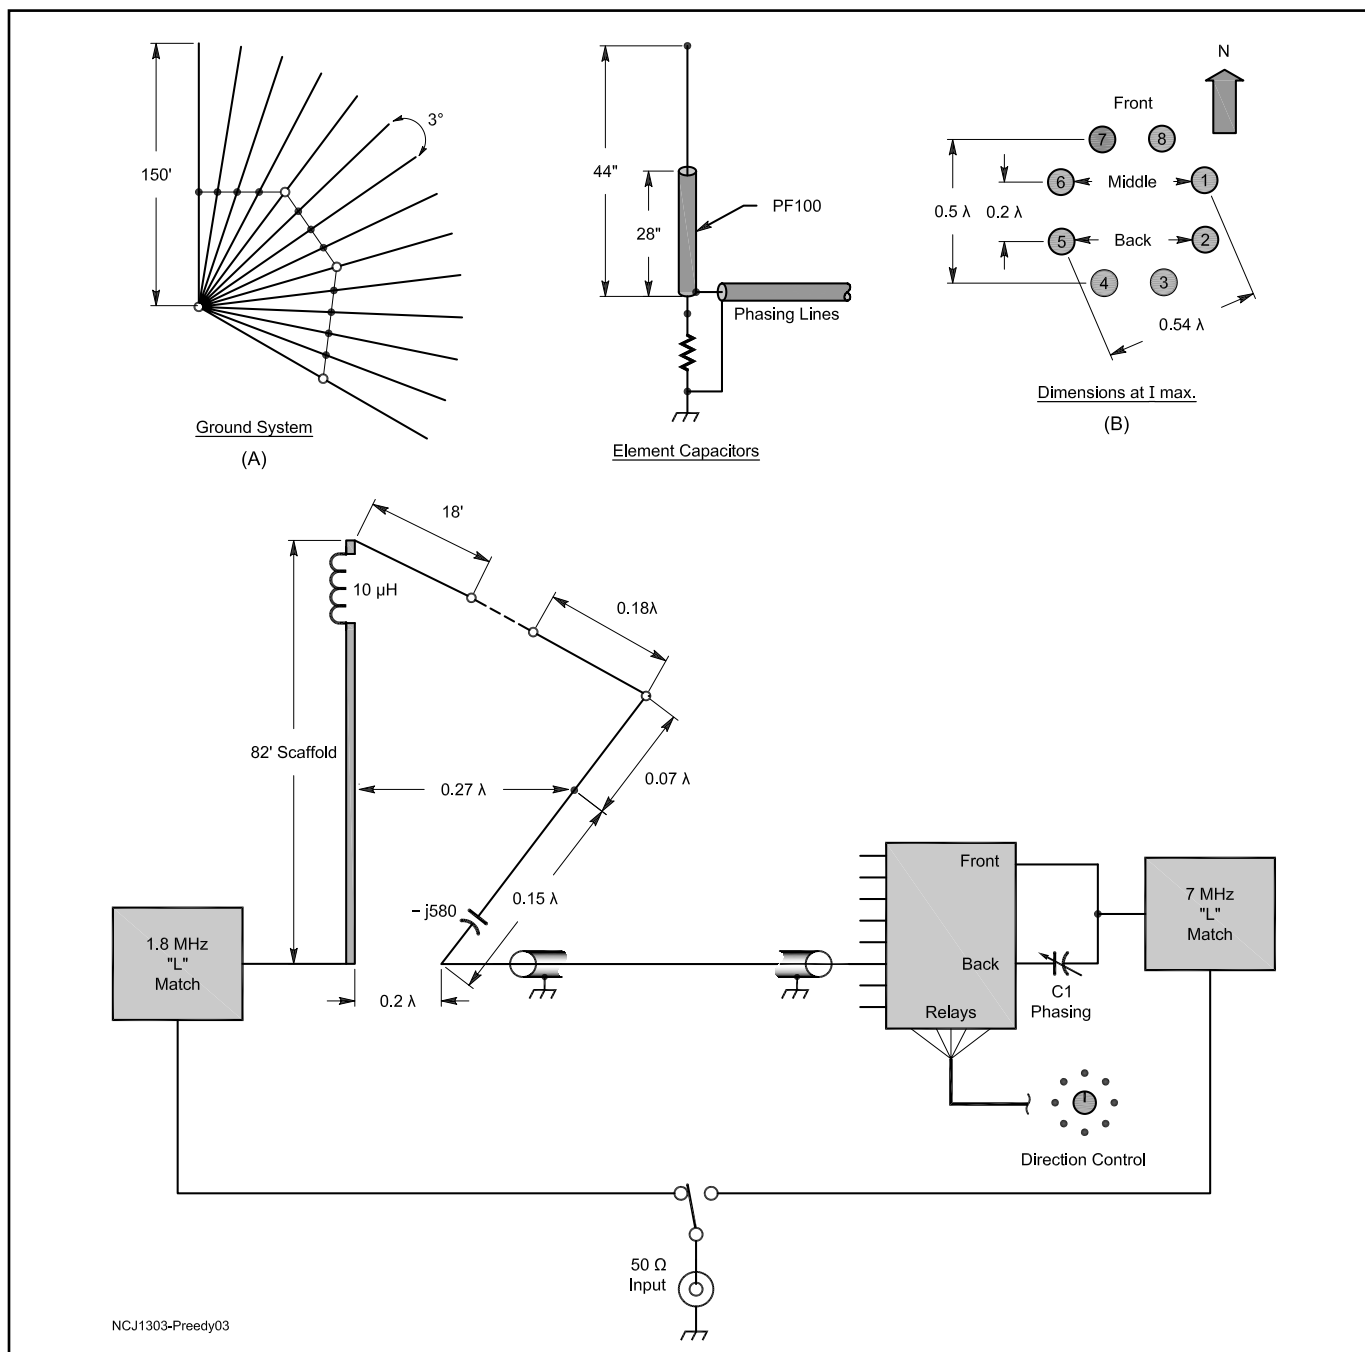 150'
3°
Ground System
(A)
44"
28"
PF100
Phasing Lines
Element Capacitors
N
Front
7
8
6
Middle
1
0.5 λ
0.2 λ
5
Back
2
4
3
0.54 λ
Dimensions at I max.
(B)
18'
10 µH
0.18λ
82' Scaffold
0.27 λ
0.07 λ
– j580
0.15 λ
0.2 λ
1.8 MHz
"L"
Match
Front
Back
Relays
C1
Phasing
7 MHz
"L"
Match
Direction Control
50 Ω
Input
NCJ1303-Preedy03